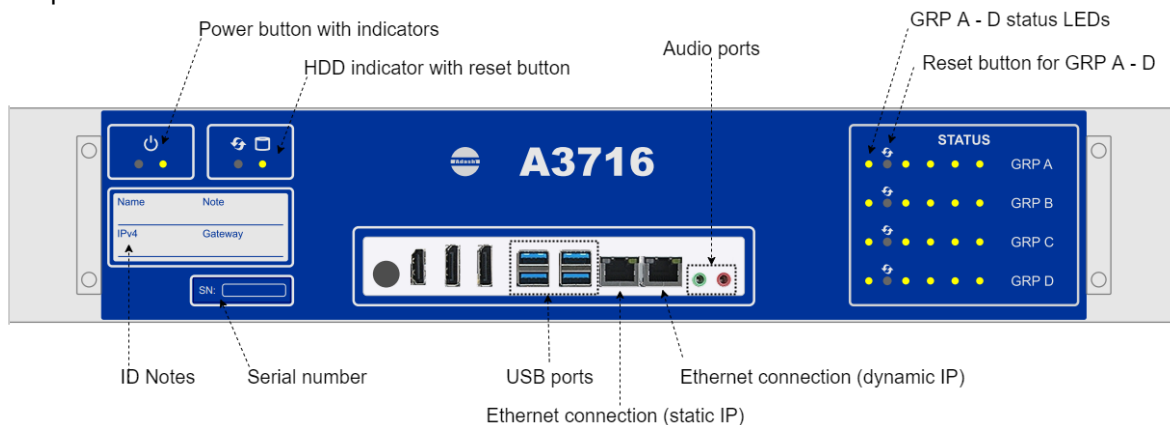 Power button with indicators
HDD indicator with reset button
Audio ports
GRP A - D status LEDs
Reset button for GRP A - D
A3716
STATUS
GRP A
GRP B
GRP C
GRP D
Name Note
IPv4 Gateway
SN:
ID Notes
Serial number
USB ports
Ethernet connection (dynamic IP)
Ethernet connection (static IP)